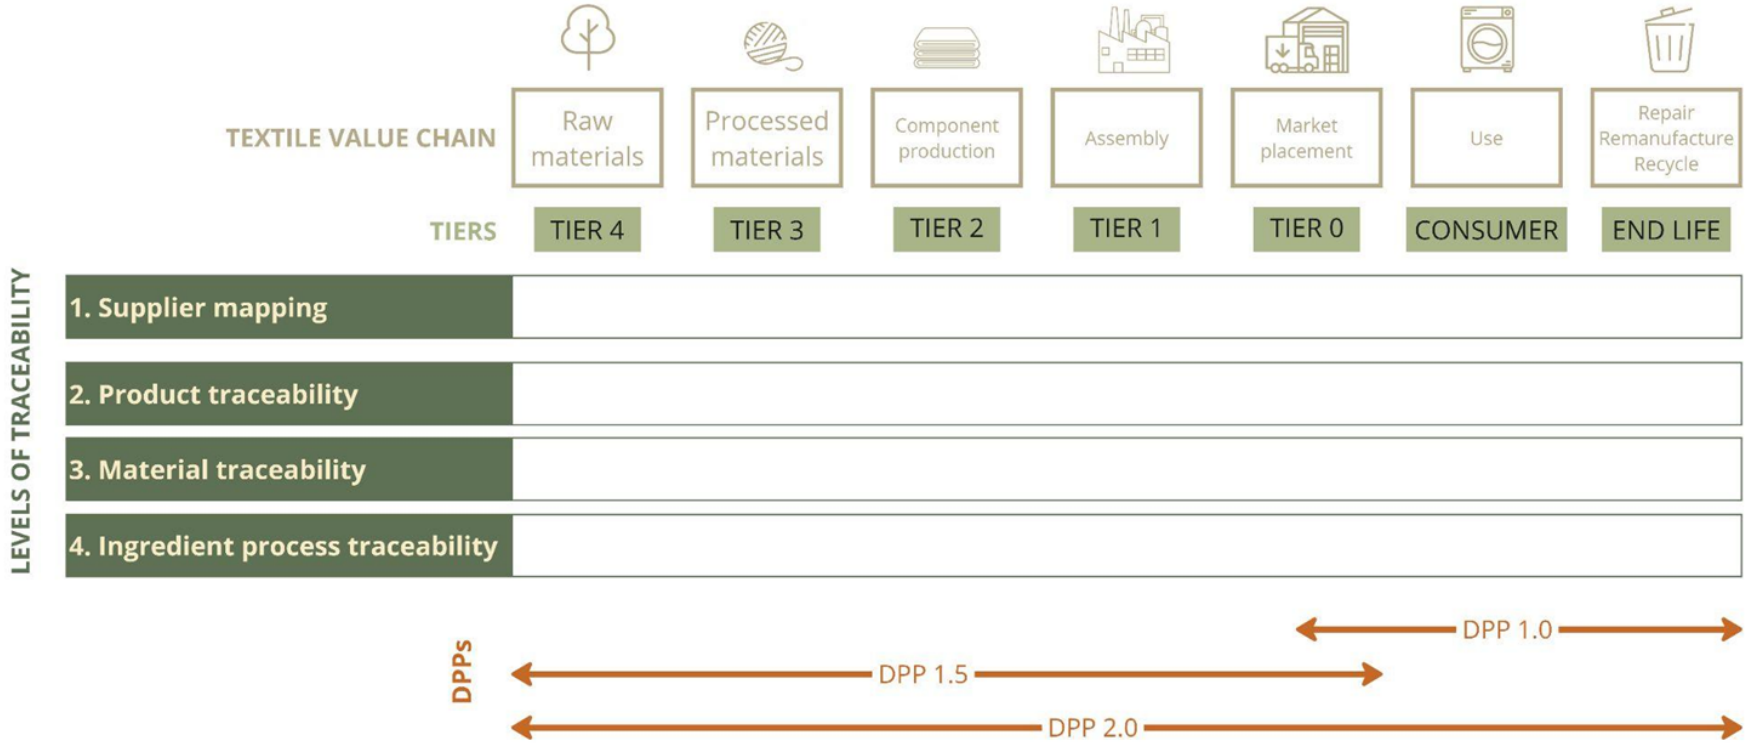 TEXTILE VALUE CHAIN
Raw
materials
Processed
materials
Component
production
Assembly
Market
placement
Use
Repair
Remanufacture
Recycle
TIERS
TIER 4
TIER 3
TIER 2
TIER 1
TIER 0
CONSUMER
END LIFE
LEVELS OF TRACEABILITY
1. Supplier mapping
2. Product traceability
3. Material traceability
4. Ingredient process traceability
DPPs
DPP 1.0
DPP 1.5
DPP 2.0